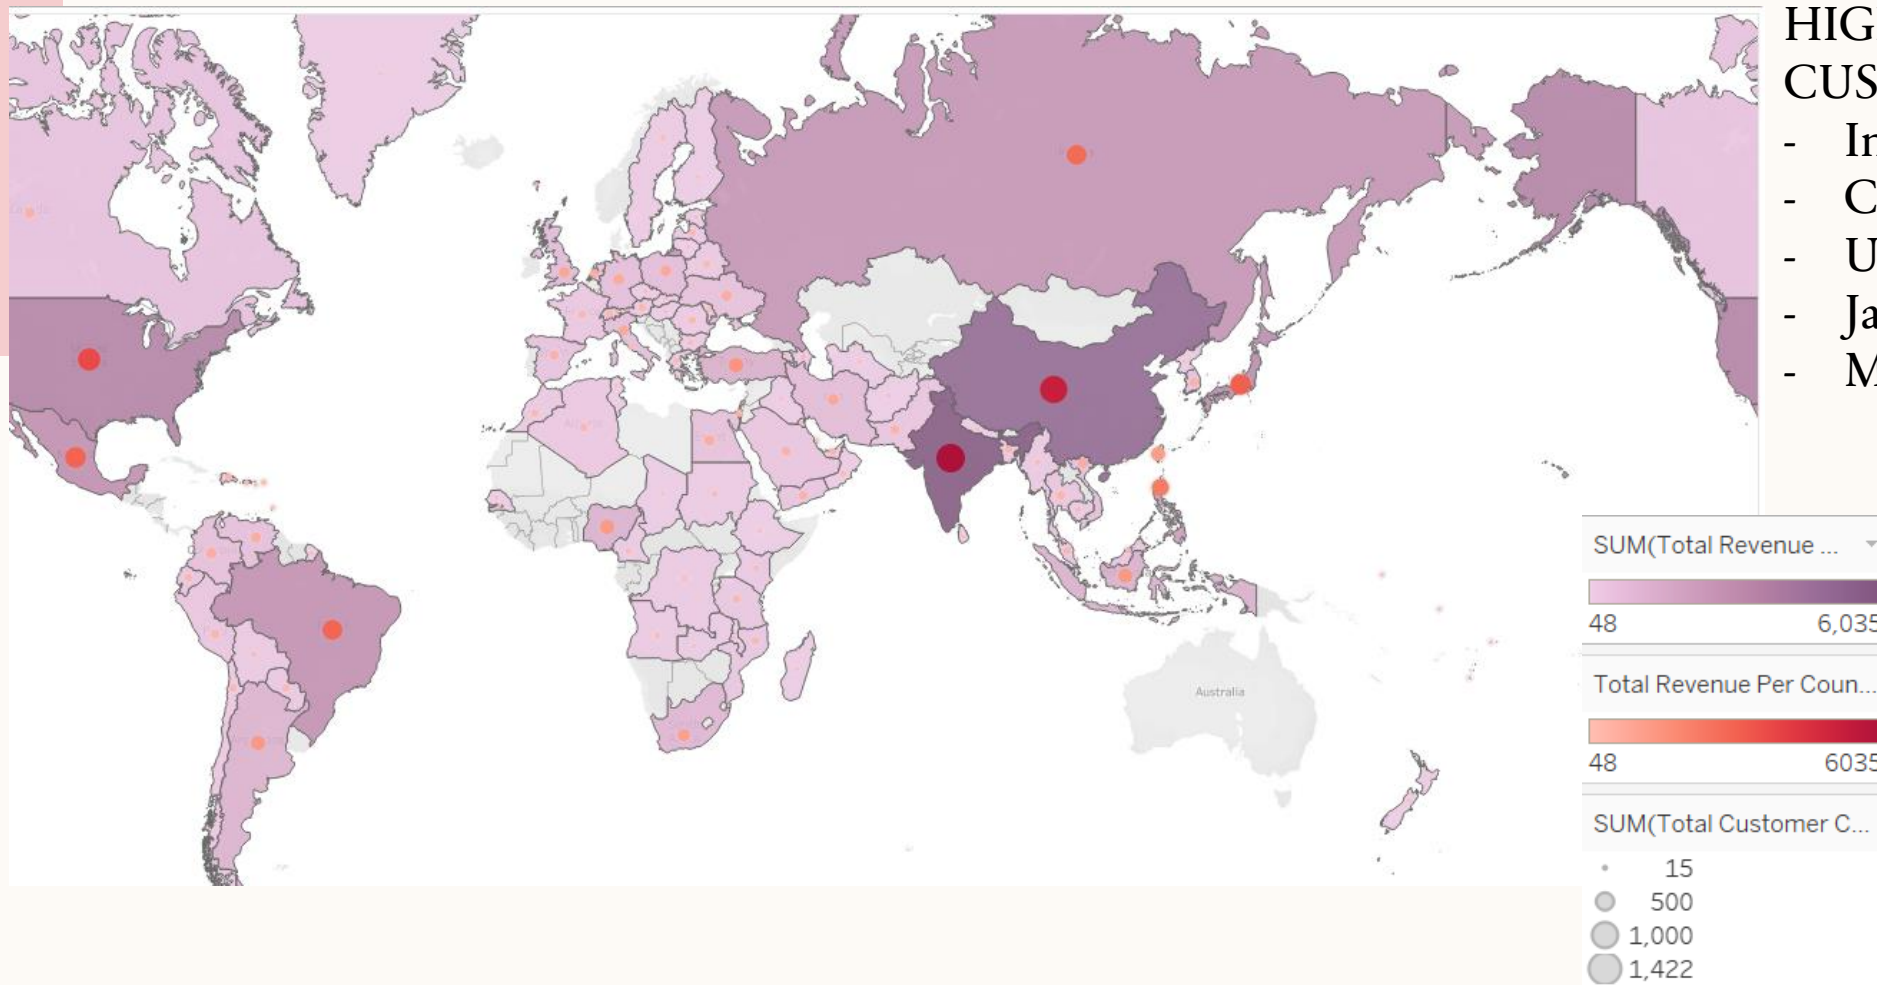 HIG
CUS
- In
- C
- U
- Ja
- M
Australia
SUM(Total Revenue ...
48 6,035
Total Revenue Per Coun...
48 6035
SUM(Total Customer C...
15
500
1,000
1,422